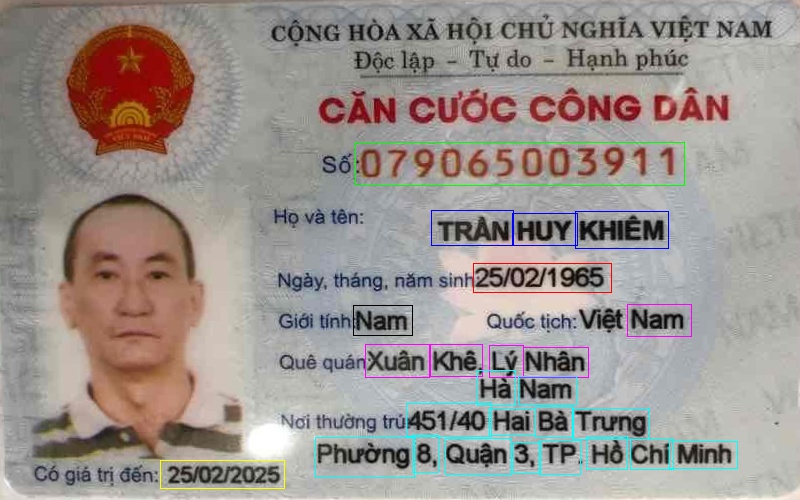 CỘNG HÒA XÃ HỘI CHỦ NGHĨA VIỆT NAM
Độc lập - Tự do - Hạnh phúc
CĂN CƯỚC CÔNG DÂN
Số: 079065003911
Họ và tên:
TRẦN HUY KHIÊM
Ngày, tháng, năm sinh: 25/02/1965
Giới tính: Nam Quốc tịch: Việt Nam
Quê quán: Xuân Khê, Lý Nhân
Hà Nam
Nơi thường trú: 451/40 Hai Bà Trưng
Phường 8, Quận 3, TP. Hồ Chí Minh
Có giá trị đến: 25/02/2025